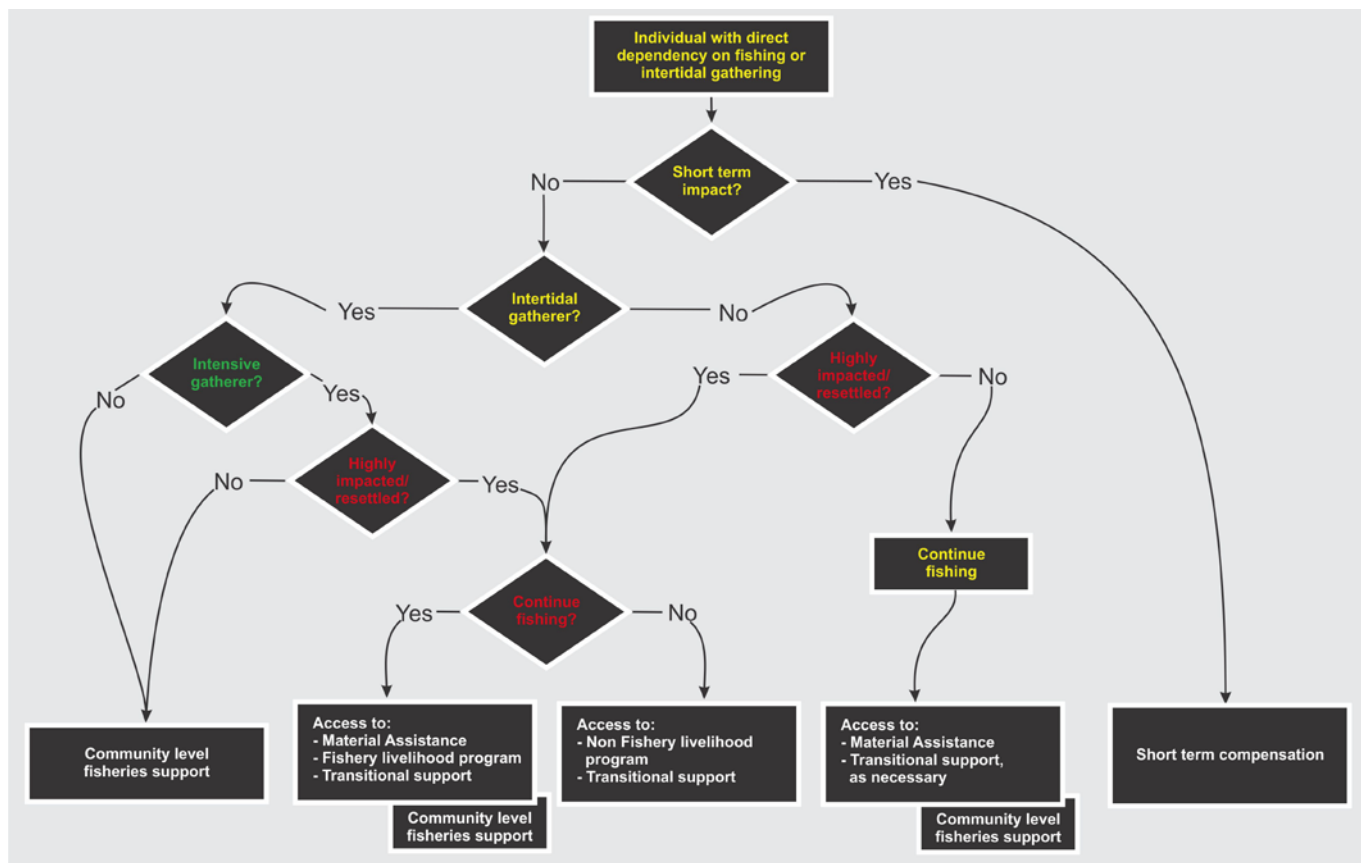 Individual with direct
dependency on fishing or
intertidal gathering
Short term
impact?
No
Yes
Intertidal
gatherer?
Yes
No
Intensive
gatherer?
Highly
impacted/
resettled?
No
Yes
Yes
No
Highly
impacted/
resettled?
No
Yes
Continue
fishing
Continue
fishing?
Yes
No
Community level
fisheries support
Access to:
- Material Assistance
- Fishery livelihood program
- Transitional support
Community level
fisheries support
Access to:
- Non Fishery livelihood
program
- Transitional support
Access to:
- Material Assistance
- Transitional support,
as necessary
Community level
fisheries support
Short term compensation